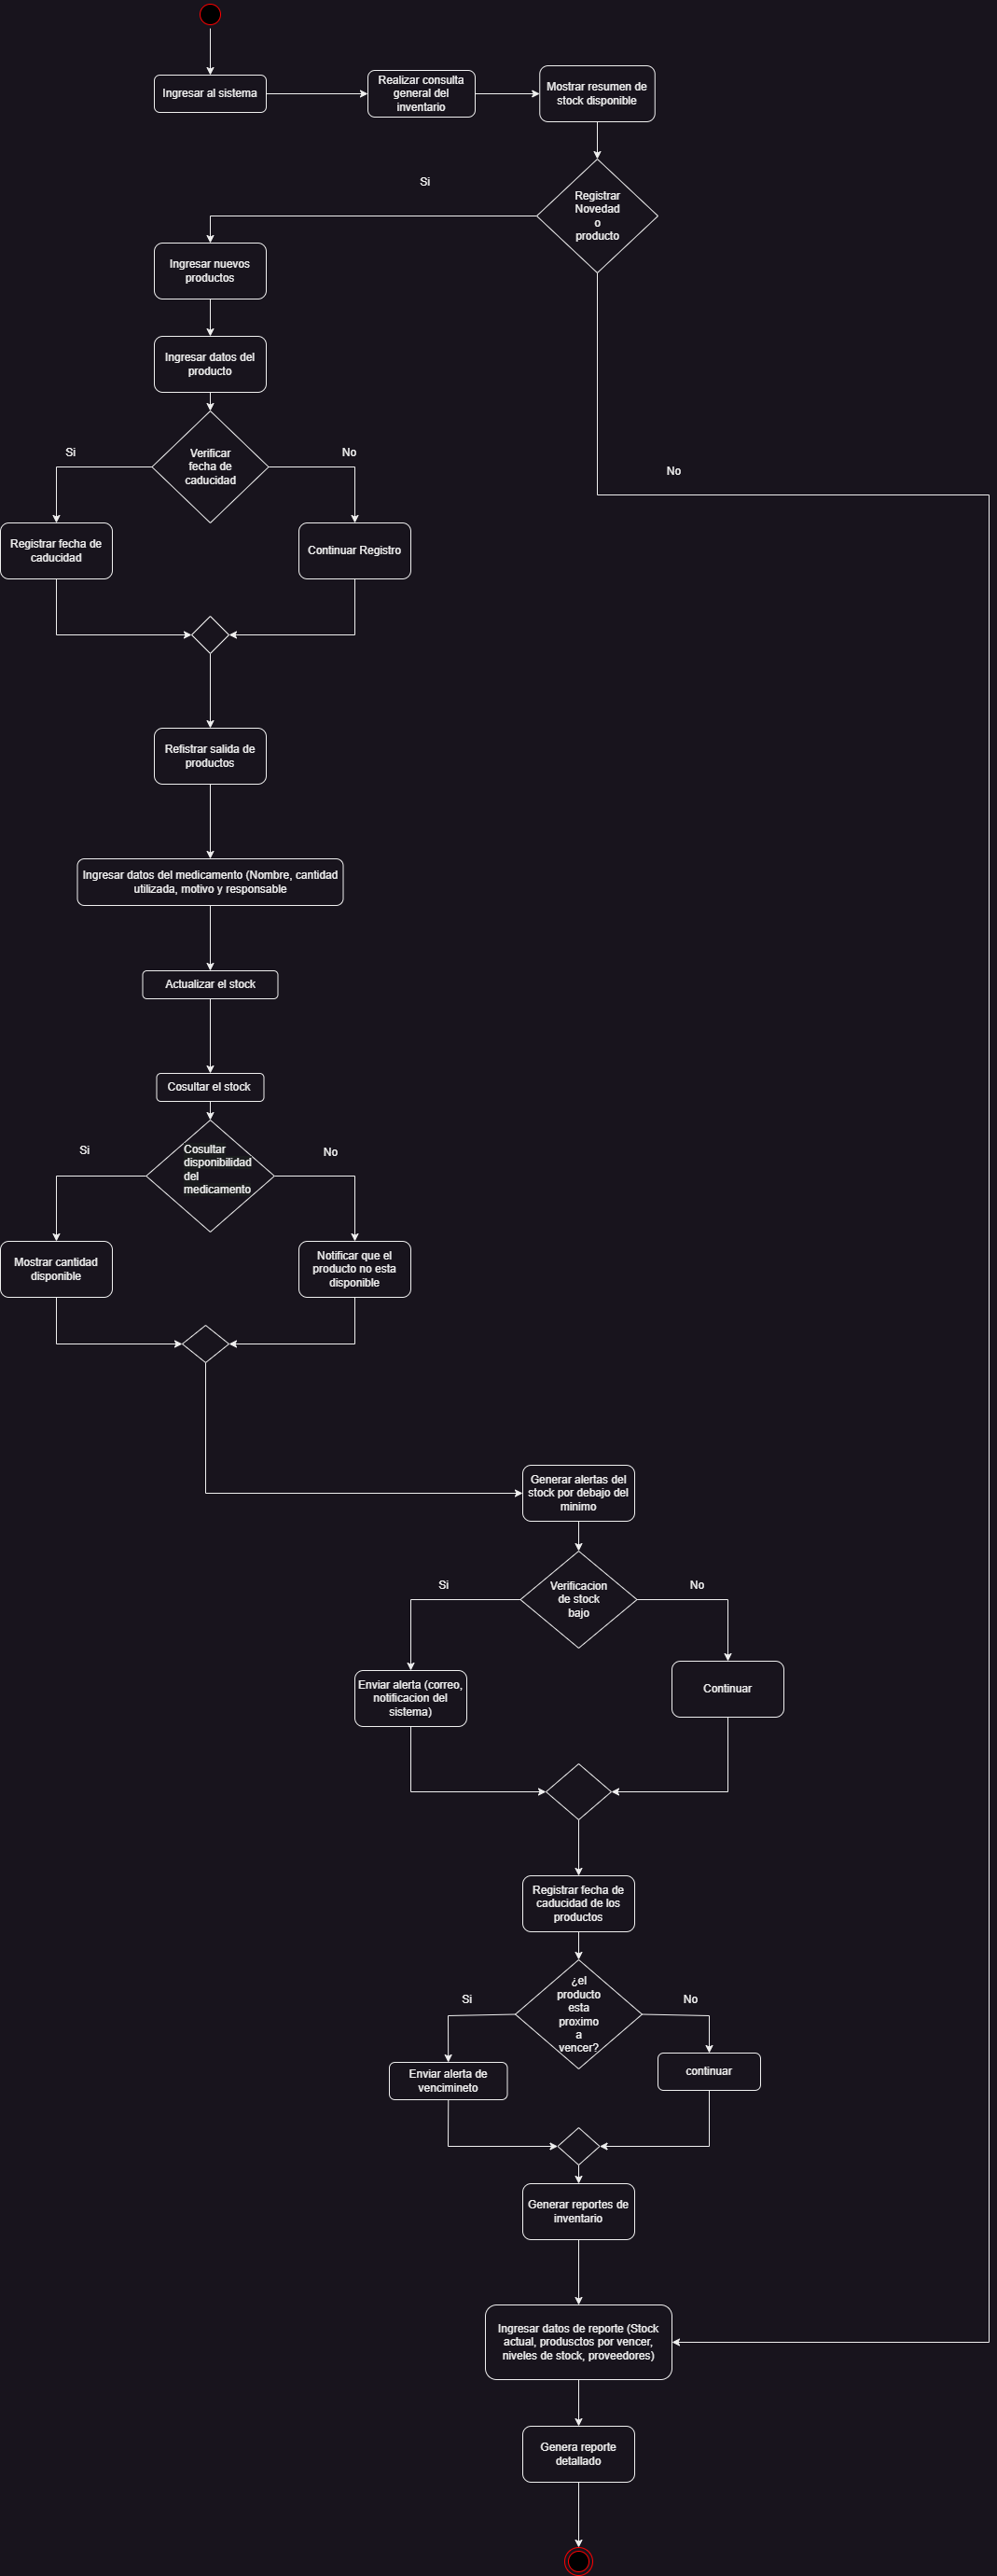 Ingresar al sistema
Realizar consulta
general del
inventario
Mostrar resumen de
stock disponible
Registrar
Novedad
o
producto
Si
Ingresar nuevos
productos
Ingresar datos del
producto
Verificar
fecha de
caducidad
Si
No
No
Registrar fecha de
caducidad
Continuar Registro
Refistrar salida de
productos
Ingresar datos del medicamento (Nombre, cantidad
utilizada, motivo y responsable
Actualizar el stock
Cosultar el stock
Cosultar
disponibilidad
del
medicamento
Si
No
Mostrar cantidad
disponible
Notificar que el
producto no esta
disponible
Generar alertas del
stock por debajo del
minimo
Verificacion
de stock
bajo
Si
No
Enviar alerta (correo,
notificacion del
sistema)
Continuar
Registrar fecha de
caducidad de los
productos
¿el
producto
esta
proximo
a
vencer?
Si
No
Enviar alerta de
vencimineto
continuar
Generar reportes de
inventario
Ingresar datos de reporte (Stock
actual, produsctos por vencer,
niveles de stock, proveedores)
Genera reporte
detallado